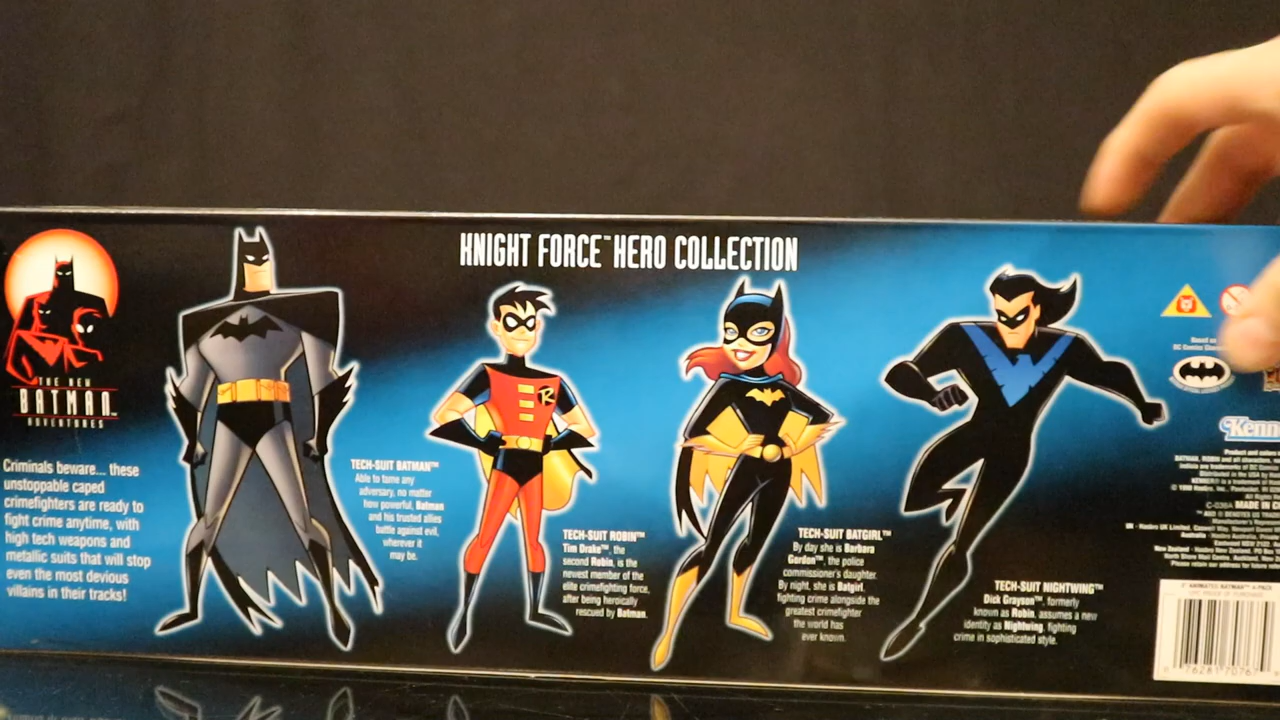 KNIGHT FORCE™ HERO COLLECTION
THE NEW
BATMAN™
ADVENTURES
Criminals beware... these
unstoppable caped
crimefighters are ready to
fight crime anytime, with
high tech weapons and
metallic suits that will stop
even the most devious
villains in their tracks!
TECH-SUIT BATMAN™
Able to tame any
adversary, no matter
how powerful, Batman
and his trusted allies
battle against evil,
wherever it
may be.
R
TECH-SUIT ROBIN™
Tim Drake™, the
second Robin, is the
newest member of the
elite crimefighting force,
after being heroically
rescued by Batman.
TECH-SUIT BATGIRL™
By day she is Barbara
Gordon™, the police
commissioner's daughter.
By night, she is Batgirl,
fighting crime alongside the
greatest crimefighter
the world has
ever known.
TECH-SUIT NIGHTWING™
Dick Grayson™, formerly
known as Robin, assumes a new
identity as Nightwing, fighting
crime in sophisticated style.
Based on
DC Comics
Kenn
MADE IN